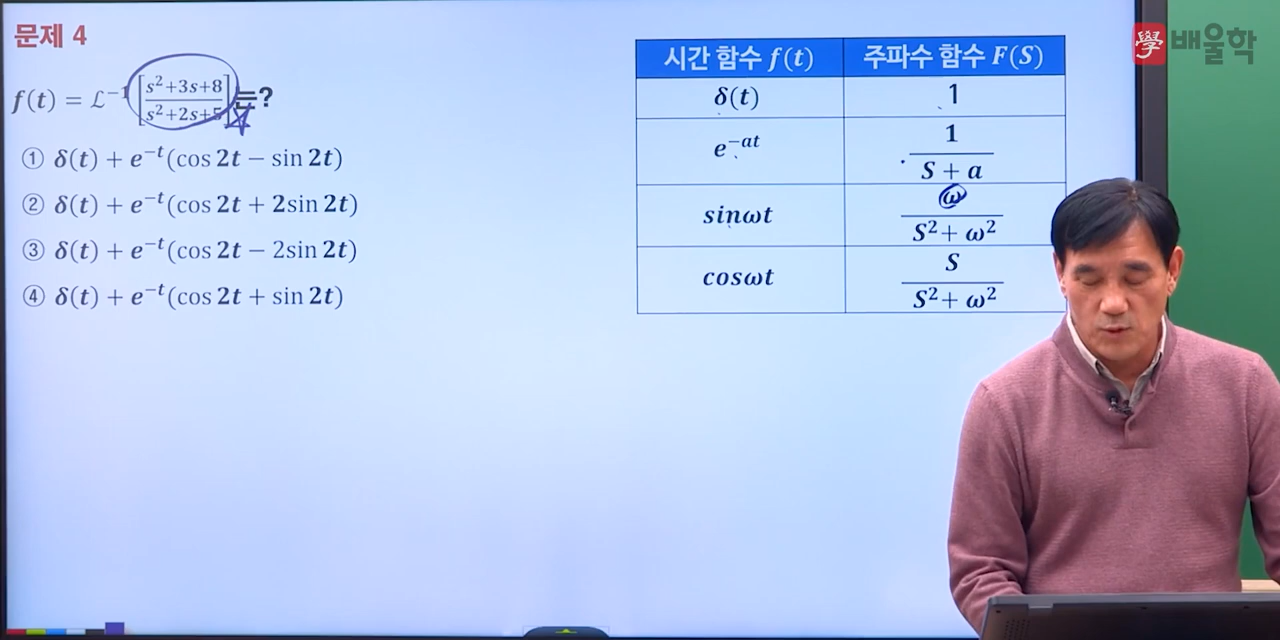 문제 4
f(t) = ℒ⁻¹[(s²+3s+8)/(s²+2s+5)]=?
① δ(t) + e⁻ᵗ(cos 2t − sin 2t)
② δ(t) + e⁻ᵗ(cos 2t + 2sin 2t)
③ δ(t) + e⁻ᵗ(cos 2t − 2sin 2t)
④ δ(t) + e⁻ᵗ(cos 2t + sin 2t)
시간 함수 f(t) 주파수 함수 F(S)
δ(t) 1
e⁻ᵃᵗ 1/(S + a)
sinωt ω/(S² + ω²)
cosωt S/(S² + ω²)
學 배울학